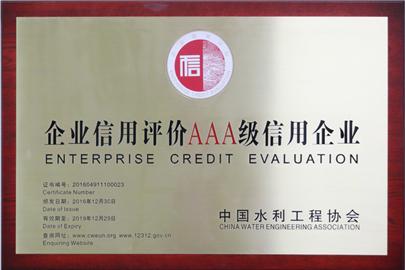 信
企业信用评价AAA级信用企业
ENTERPRISE CREDIT EVALUATION
证书编号：201604911100023
Certificate Number
颁发日期：2016年12月30日
Date of Issue
有效期至：2019年12月29日
Date of Expiry
查询网址：www.cweun.org www.12312.gov.cn
Enquiring Website
中国水利工程协会
CHINA WATER ENGINEERING ASSOCIATION